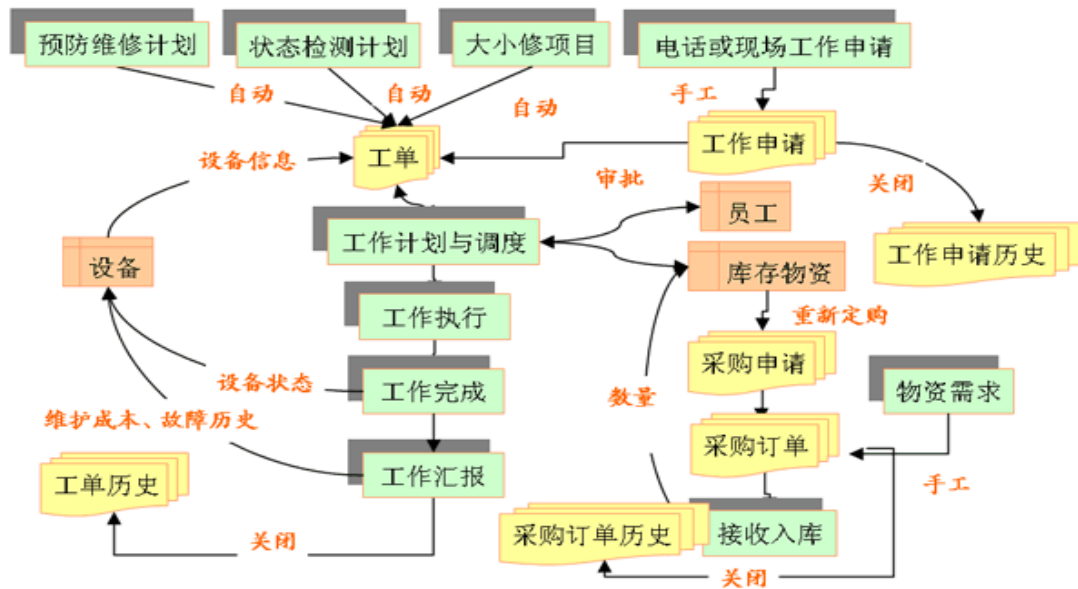 预防维修计划
状态检测计划
大小修项目
电话或现场工作申请
自动
自动
自动
手工
工单
工作申请
设备信息
审批
关闭
员工
工作计划与调度
工作申请历史
设备
库存物资
工作执行
重新定购
采购申请
设备状态
工作完成
数量
物资需求
维护成本、故障历史
采购订单
工作汇报
工单历史
手工
采购订单历史
接收入库
关闭
关闭